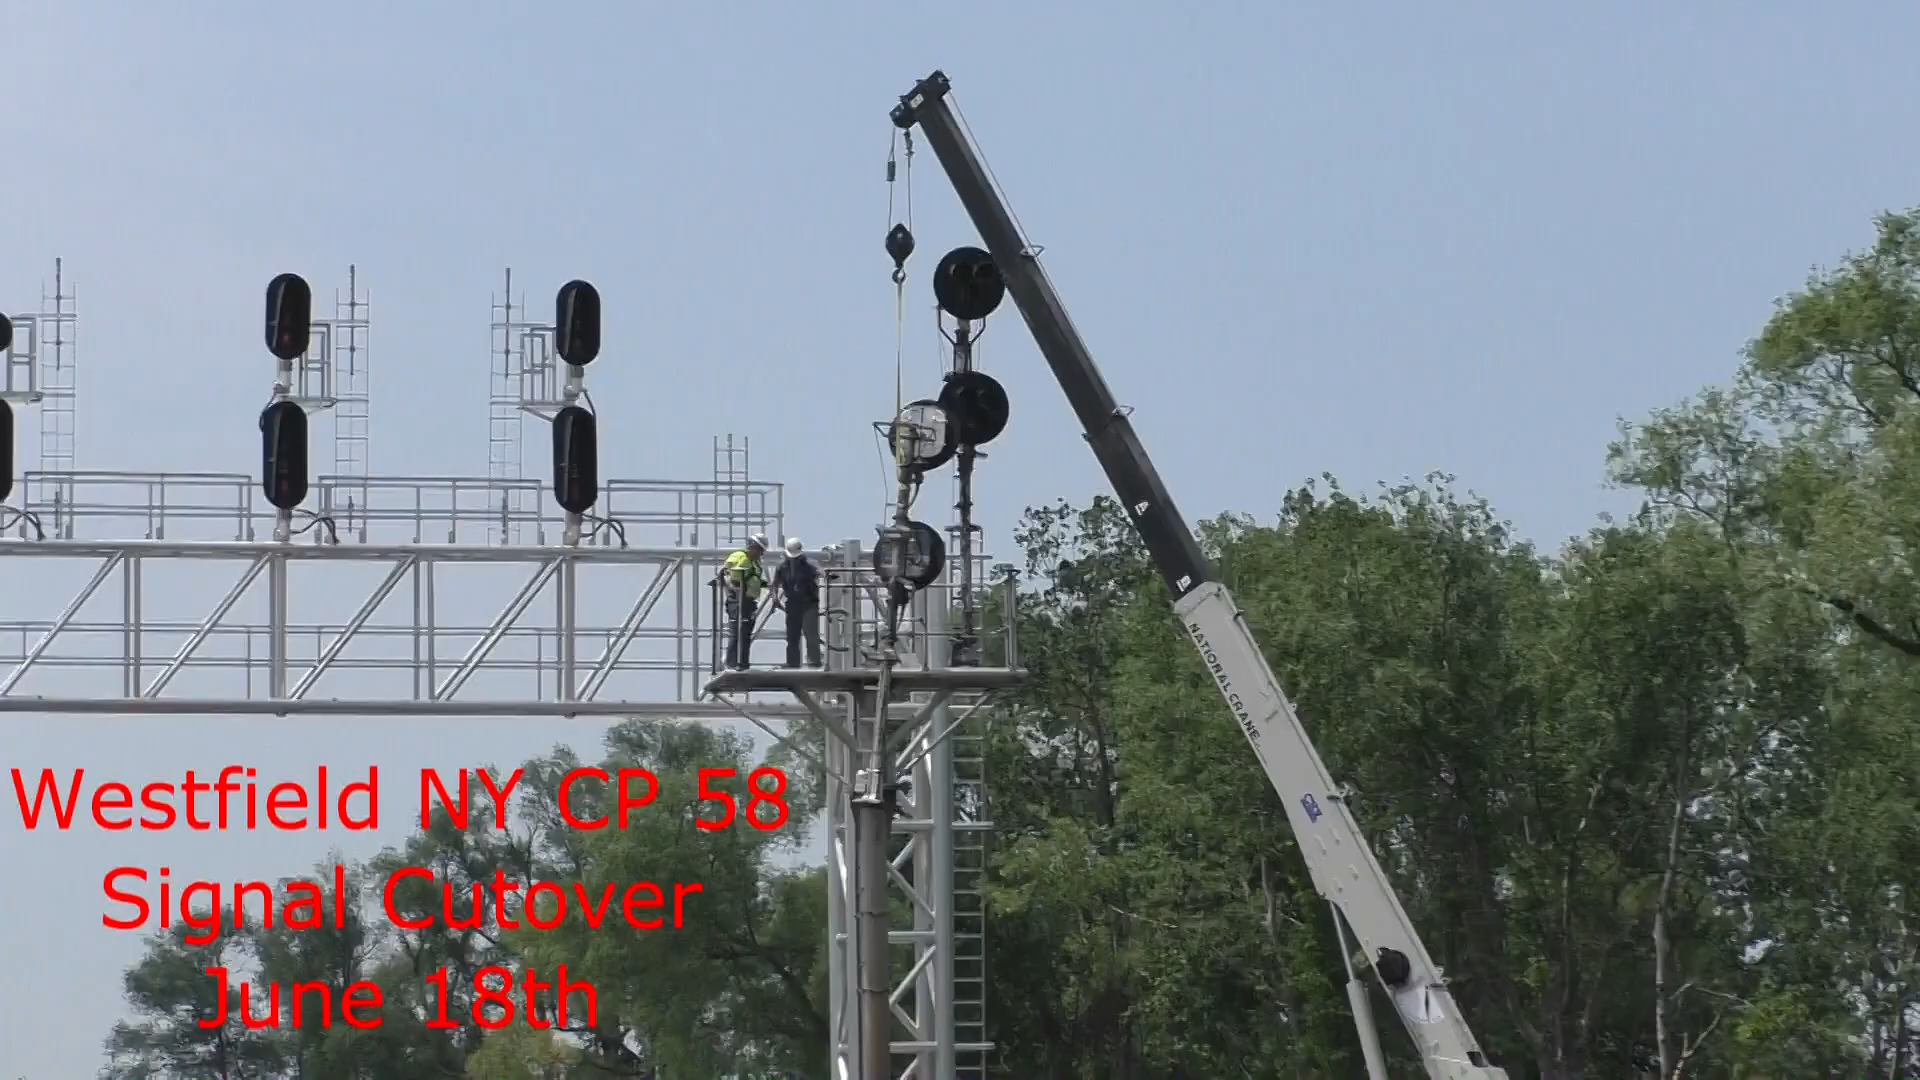 Westfield NY CP 58
Signal Cutover
June 18th
NATIONAL CRANE